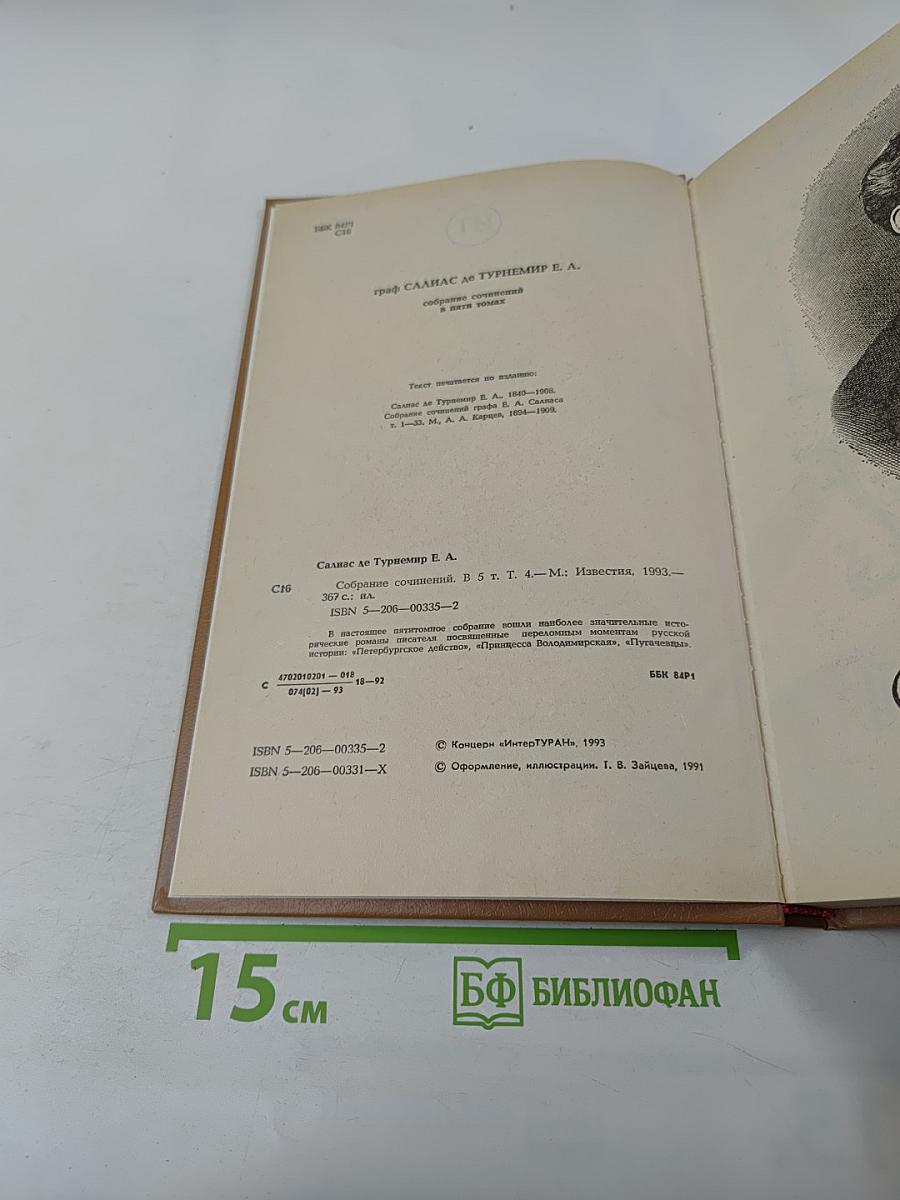 ББК 84Р1
С16
граф САЛИАС де ТУРНЕМИР Е. А.
собрание сочинений
в пяти томах
Текст печатается по изданию:
Салиас де Турнемир Е. А., 1840—1908.
Собрание сочинений графа Е. А. Салиаса
т. 1—33. М., А. А. Карцев, 1894—1909.
Салиас де Турнемир Е. А.
С16
Собрание сочинений. В 5 т. Т. 4.— М.: Известия, 1993.—
367 с.: ил.
ISBN 5—206—00335—2
В настоящее пятитомное собрание вошли наиболее значительные исто-
рические романы писателя посвященные переломным моментам русской
истории: «Петербургское действо», «Принцесса Володимирская», «Пугачевцы».
С 4702010201 — 018
074(02) — 93
18—92
ББК 84Р1
ISBN 5—206—00335—2
© Концерн «ИнтерТУРАН», 1993
ISBN 5—206—00331—X
© Оформление, иллюстрации. Т. В. Зайцева, 1991
15 см
БФ БИБЛИОФАН